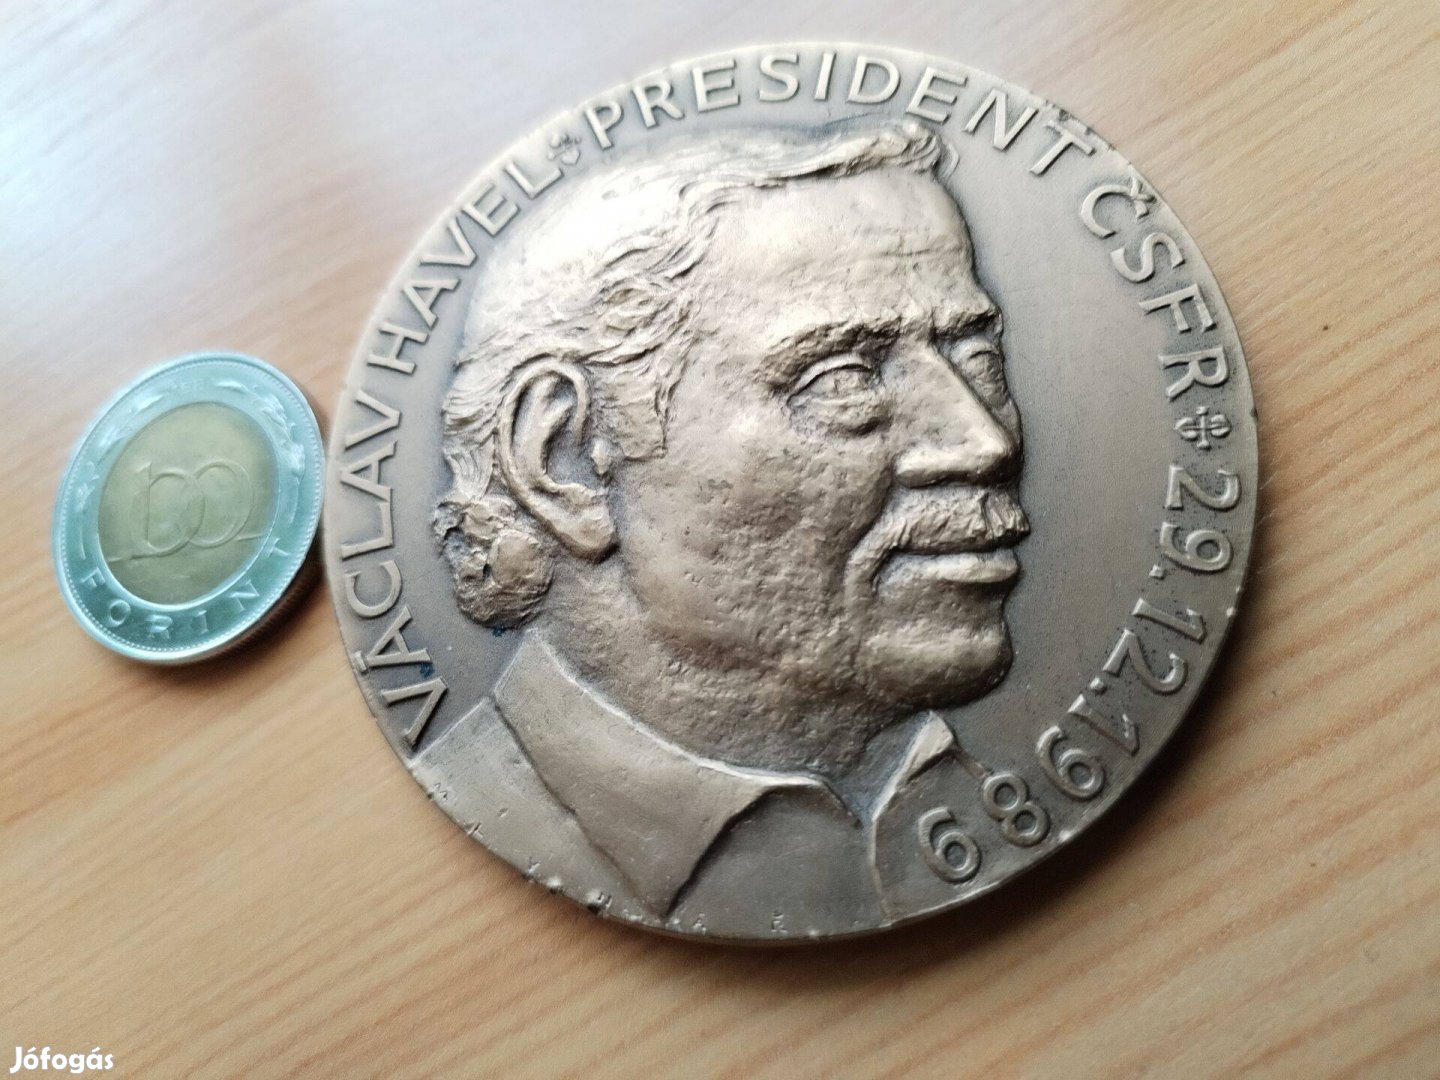 VÁCLAV HAVEL PRESIDENT ČSFR 29.12.1989
100
FORINT
Jófogás